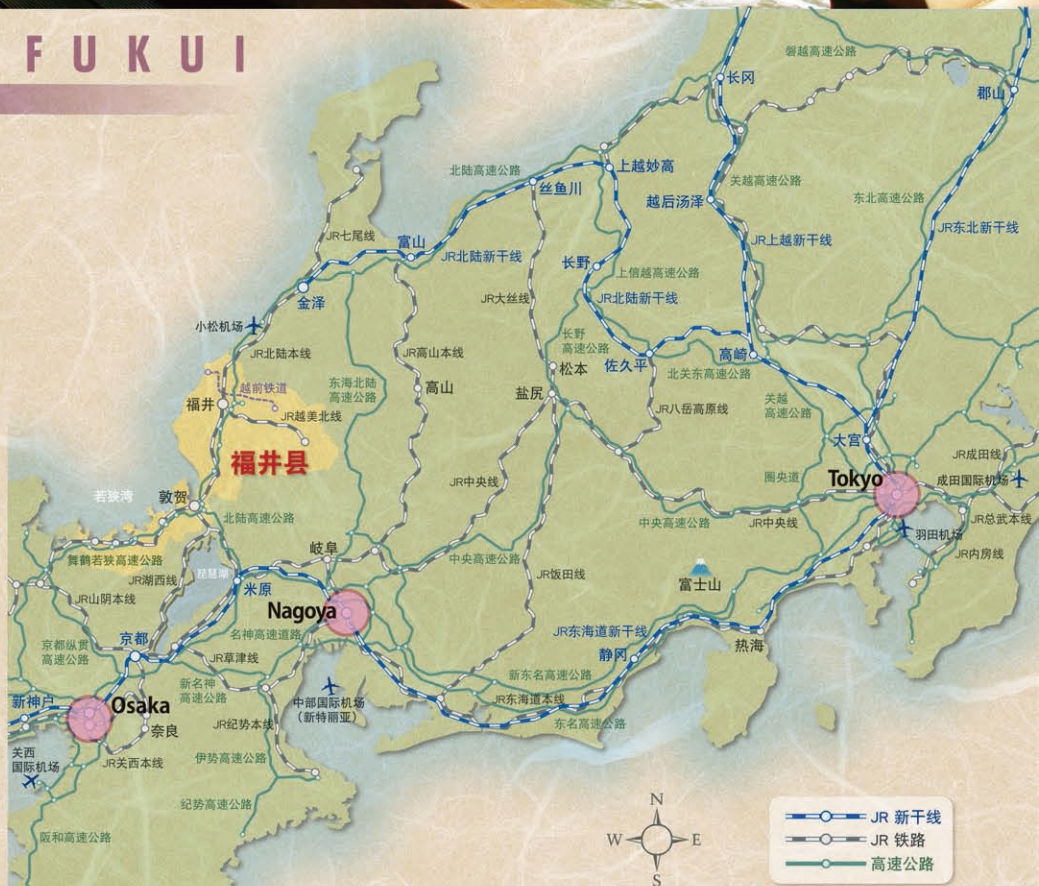 FUKUI
磐越高速公路
长冈
郡山
北陆高速公路
上越妙高
丝鱼川
关越高速公路
越后汤泽
东北高速公路
JR七尾线
富山
JR北陆新干线
JR上越新干线
JR东北新干线
长野
上信越高速公路
金泽
JR大丝线
JR北陆新干线
小松机场
长野
高速公路
JR北陆本线
JR高山本线
高崎
佐久平
北关东高速公路
松本
越前铁道
东海北陆
高速公路
高山
盐尻
福井
JR越美北线
JR八岳高原线
关越
高速公路
大宫
福井县
JR成田线
Tokyo
成田国际机场
圈央道
若狭湾
敦贺
JR中央线
北陆高速公路
中央高速公路
JR中央线
JR总武本线
羽田机场
JR内房线
岐阜
舞鹤若狭高速公路
中央高速公路
JR湖西线
琵琶湖
米原
JR饭田线
富士山
JR山阴本线
Nagoya
京都纵贯
高速公路
京都
名神高速道路
JR东海道新干线
热海
静冈
JR草津线
新名神
高速公路
新东名高速公路
JR东海道本线
中部国际机场
（新特丽亚）
新神户
Osaka
奈良
JR纪势本线
东名高速公路
关西
国际机场
JR关西本线
伊势高速公路
纪势高速公路
阪和高速公路
N
W
E
S
JR 新干线
JR 铁路
高速公路